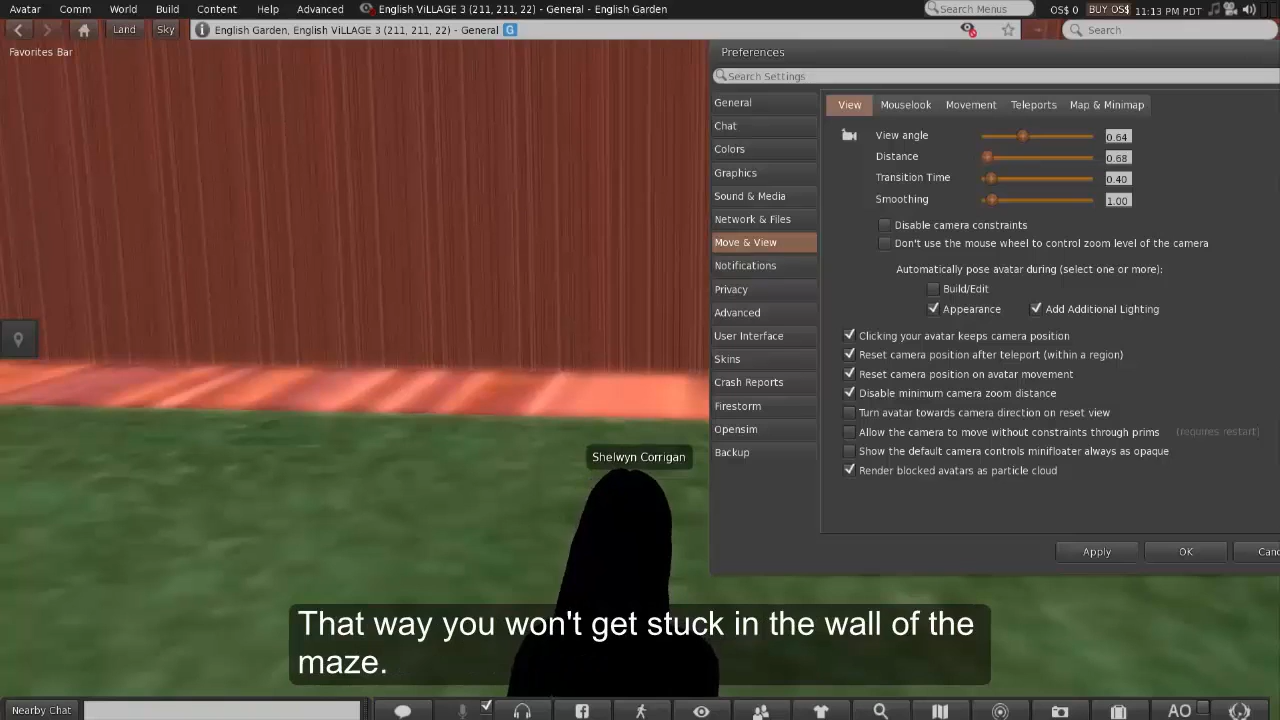 Avatar Comm World Build Content Help Advanced English ViLLAGE 3 (211, 211, 22) - General - English Garden Search Menus OS$ 0 BUY OS$ 11:13 PM PDT
Land Sky English Garden, English ViLLAGE 3 (211, 211, 22) - General G Search
Favorites Bar
Preferences
Search Settings
General
Chat
Colors
Graphics
Sound & Media
Network & Files
Move & View
Notifications
Privacy
Advanced
User Interface
Skins
Crash Reports
Firestorm
Opensim
Backup
View Mouselook Movement Teleports Map & Minimap
View angle 0.64
Distance 0.68
Transition Time 0.40
Smoothing 1.00
Disable camera constraints
Don't use the mouse wheel to control zoom level of the camera
Automatically pose avatar during (select one or more):
Build/Edit
Appearance Add Additional Lighting
Clicking your avatar keeps camera position
Reset camera position after teleport (within a region)
Reset camera position on avatar movement
Disable minimum camera zoom distance
Turn avatar towards camera direction on reset view
Allow the camera to move without constraints through prims (requires restart)
Show the default camera controls minifloater always as opaque
Render blocked avatars as particle cloud
Apply OK Canc
Shelwyn Corrigan
That way you won't get stuck in the wall of the
maze.
Nearby Chat AO